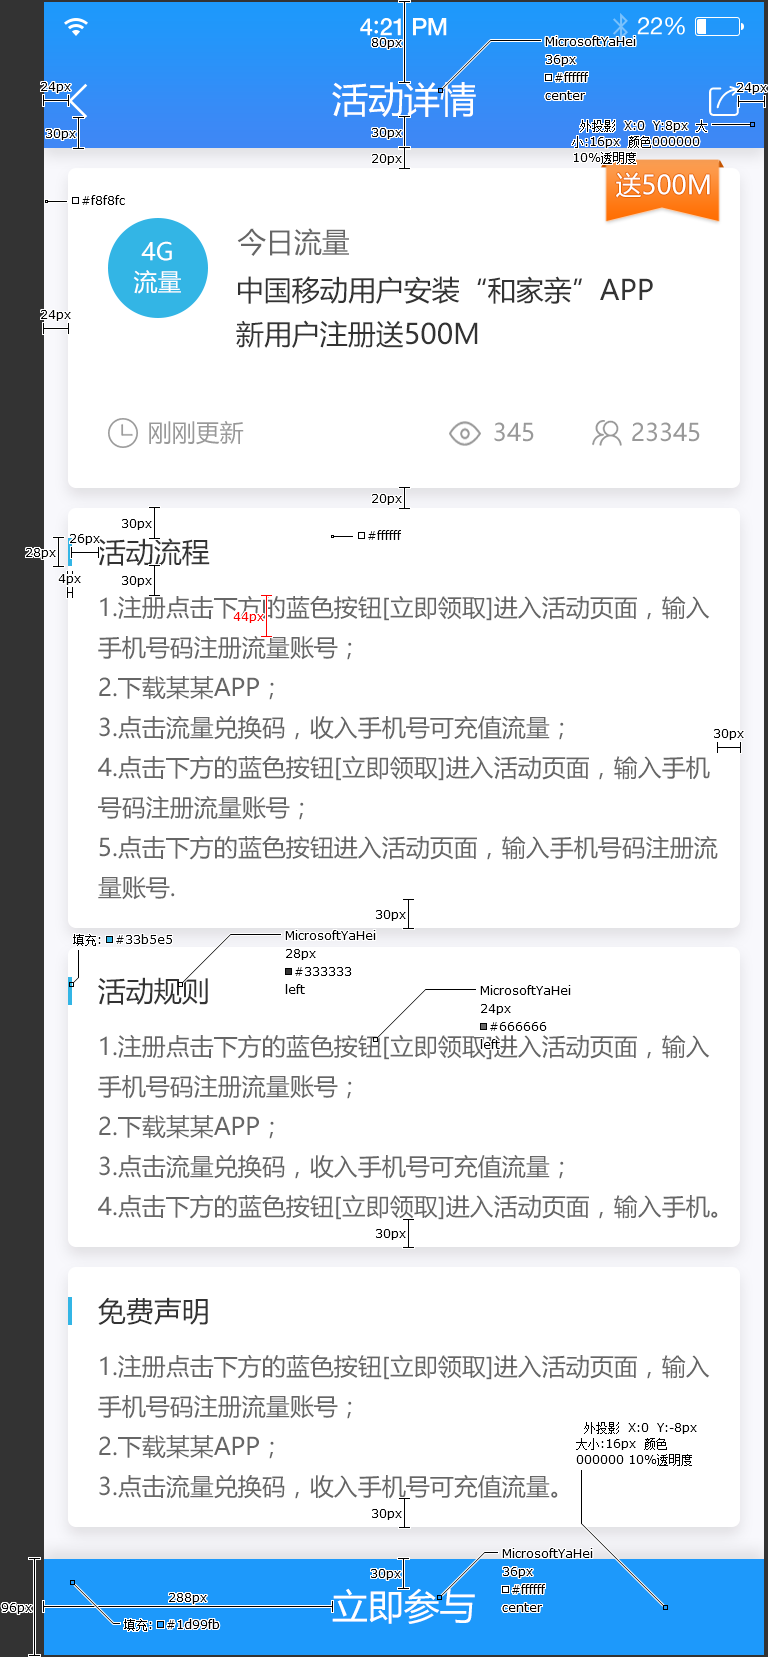 4:21 PM
22%
80px
MicrosoftYaHei
36px
#ffffff
center
24px
活动详情
24px
30px
30px
外投影 X:0 Y:8px 大
小:16px 颜色000000
10%透明度
20px
送500M
#f8f8fc
4G
流量
今日流量
中国移动用户安装“和家亲”APP
新用户注册送500M
24px
刚刚更新
345
23345
20px
30px
#ffffff
26px
28px
活动流程
4px
30px
1.注册点击下方的蓝色按钮[立即领取]进入活动页面，输入
44px
手机号码注册流量账号；
2.下载某某APP；
3.点击流量兑换码，收入手机号可充值流量；
30px
4.点击下方的蓝色按钮[立即领取]进入活动页面，输入手机
号码注册流量账号；
5.点击下方的蓝色按钮进入活动页面，输入手机号码注册流
量账号.
30px
填充:#33b5e5
MicrosoftYaHei
28px
#333333
left
活动规则
MicrosoftYaHei
24px
#666666
left
1.注册点击下方的蓝色按钮[立即领取]进入活动页面，输入
手机号码注册流量账号；
2.下载某某APP；
3.点击流量兑换码，收入手机号可充值流量；
4.点击下方的蓝色按钮[立即领取]进入活动页面，输入手机。
30px
免费声明
1.注册点击下方的蓝色按钮[立即领取]进入活动页面，输入
手机号码注册流量账号；
2.下载某某APP；
3.点击流量兑换码，收入手机号可充值流量。
外投影 X:0 Y:-8px
大小:16px 颜色
000000 10%透明度
30px
MicrosoftYaHei
36px
#ffffff
center
30px
96px
288px
立即参与
填充:#1d99fb